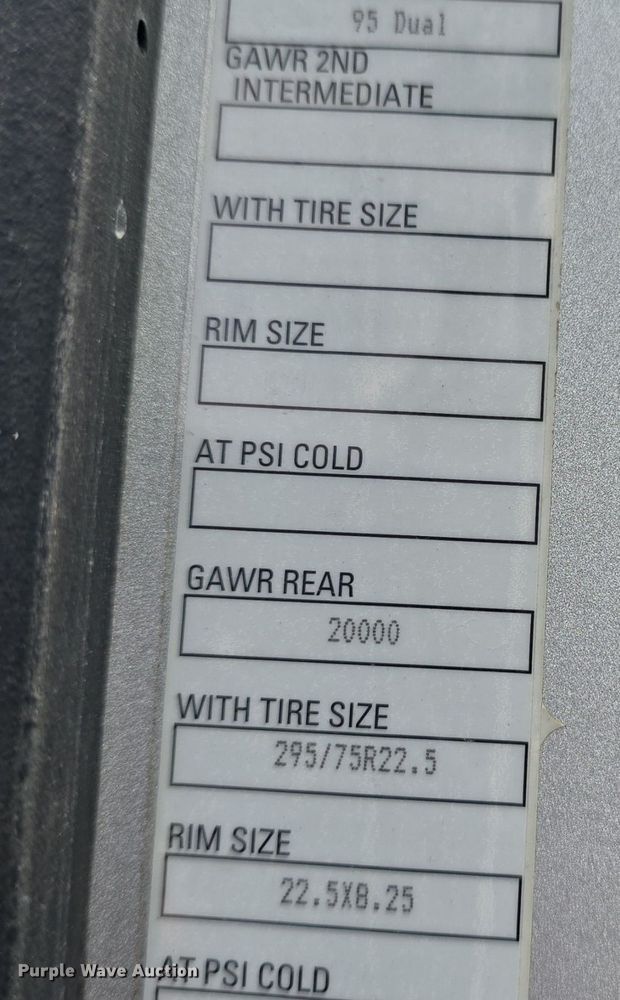 95 Dual
GAWR 2ND
INTERMEDIATE
WITH TIRE SIZE
RIM SIZE
AT PSI COLD
GAWR REAR
20000
WITH TIRE SIZE
295/75R22.5
RIM SIZE
22.5X8.25
AT PSI COLD
Purple Wave Auction